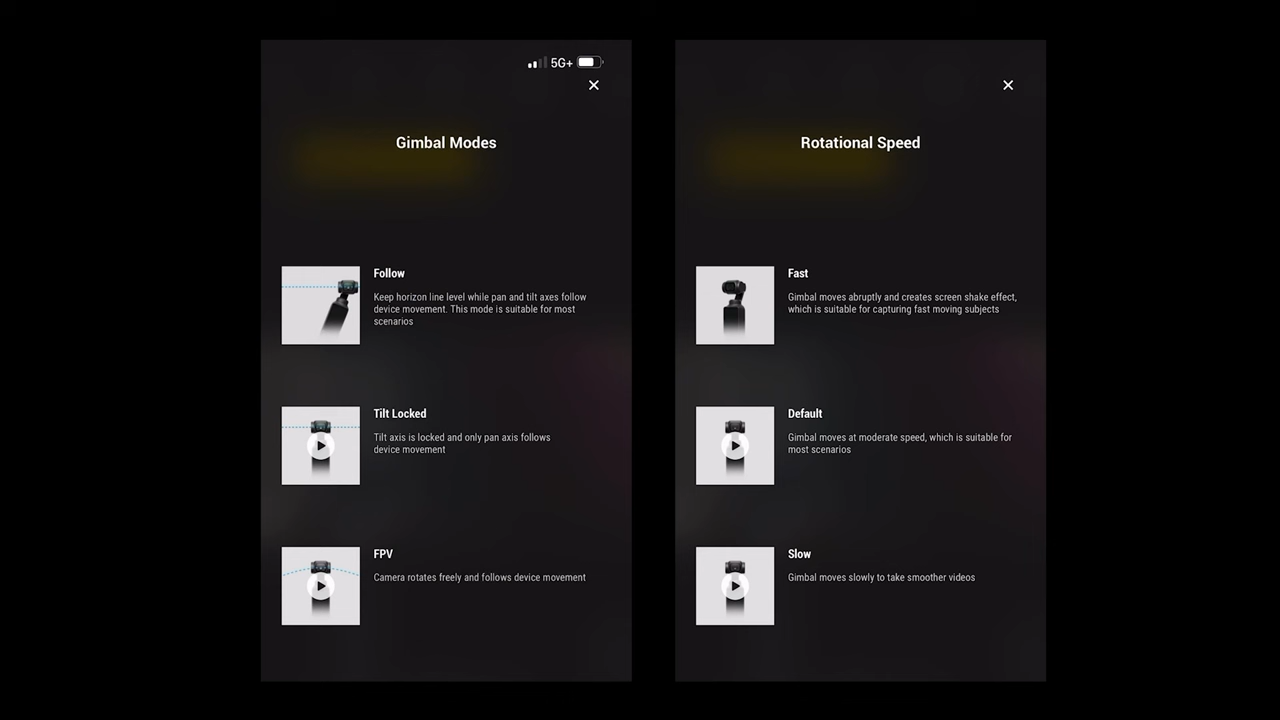 5G+
Gimbal Modes
Follow
Keep horizon line level while pan and tilt axes follow
device movement. This mode is suitable for most
scenarios
Tilt Locked
Tilt axis is locked and only pan axis follows
device movement
FPV
Camera rotates freely and follows device movement
Rotational Speed
Fast
Gimbal moves abruptly and creates screen shake effect,
which is suitable for capturing fast moving subjects
Default
Gimbal moves at moderate speed, which is suitable for
most scenarios
Slow
Gimbal moves slowly to take smoother videos